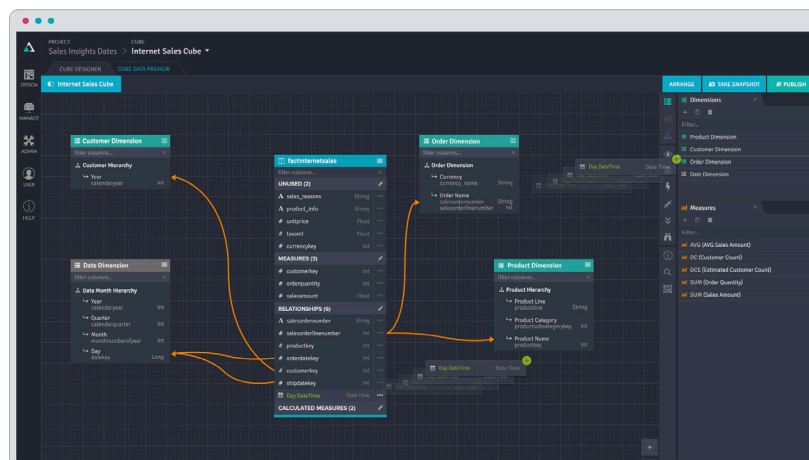 PROJECT
Sales Insights Dates
CUBE
Internet Sales Cube
CUBE DESIGNER
CUBE DATA PREVIEW
DESIGN
MANAGE
ADMIN
USER
HELP
Internet Sales Cube
ARRANGE
TAKE SNAPSHOT
PUBLISH
Customer Dimension
Filter columns...
Customer Hierarchy
Year
calendaryear Int
Date Dimension
Filter columns...
Date Month Hierarchy
Year
calendaryear Int
Quarter
calendarquarter Int
Month
monthnumberofyear Int
Day
datekey Long
factinternetsales
Filter columns...
UNUSED (2)
A sales_reasons String
A product_info String
# unitprice Float
# taxamt Float
# currencykey Int
MEASURES (3)
# customerkey Int
# orderquantity Int
# salesamount Float
RELATIONSHIPS (6)
A salesordernumber String
# salesorderlinenumber Int
# productkey Int
# orderdatekey Int
# customerkey Int
# shipdatekey Int
Day DateTime Date Time
CALCULATED MEASURES (2)
Order Dimension
Filter columns...
Order Dimension
Currency
currency_name String
Order Name
salesordernumber String
salesorderlinenumber Int
Product Dimension
Filter columns...
Product Hierarchy
Product Line
productline String
Product Category
productsubcategorykey Int
Product Name
productkey Int
Day DateTime Date Time
Day DateTime Date Time
Dimensions
Filter...
Product Dimension
Customer Dimension
Order Dimension
Date Dimension
Measures
Filter...
AVG (AVG Sales Amount)
DC (Customer Count)
DCE (Estimated Customer Count)
SUM (Order Quantity)
SUM (Sales Amount)